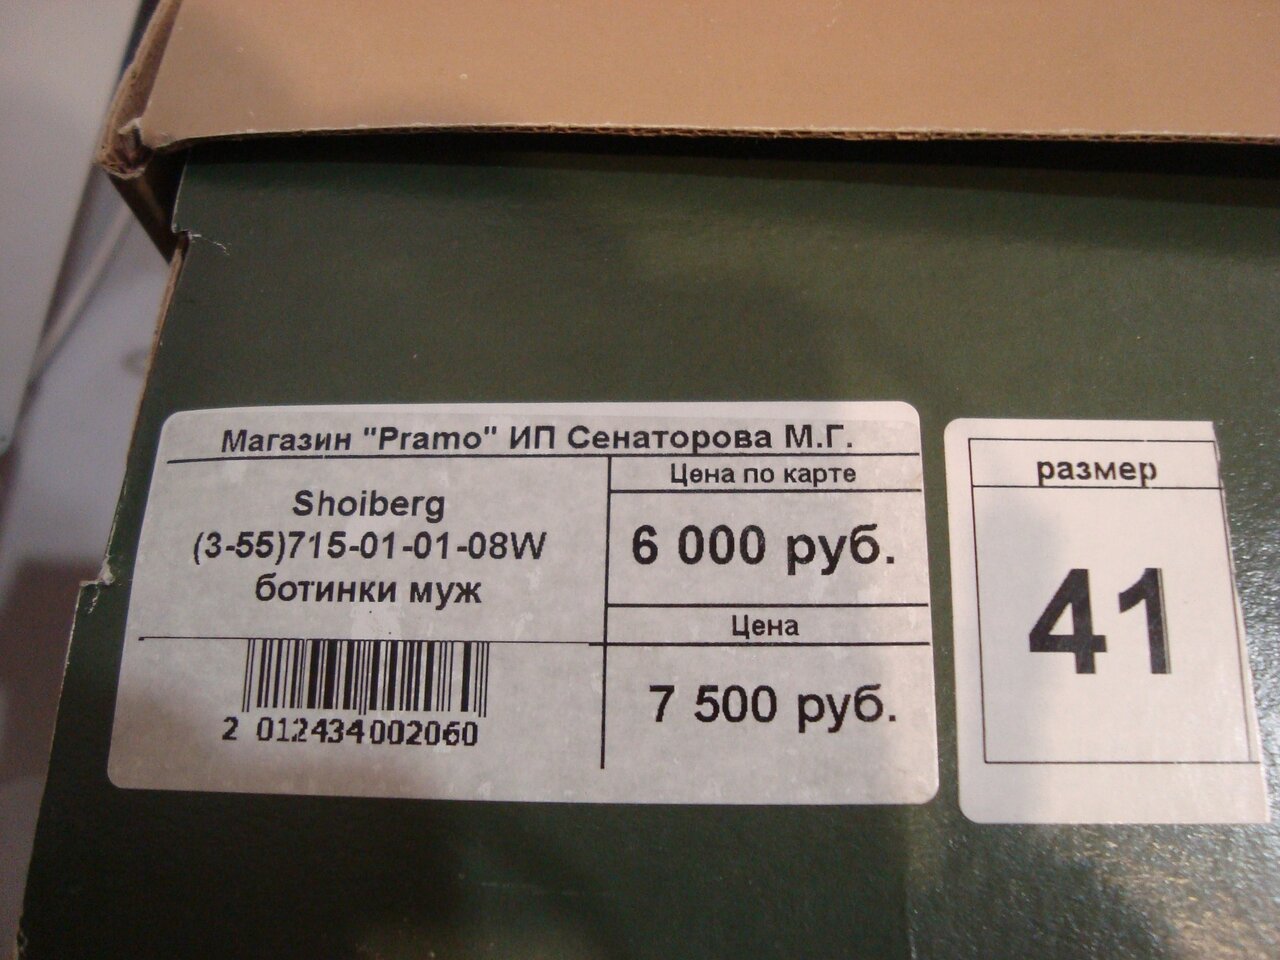 Магазин "Pramo" ИП Сенаторова М.Г.
Shoiberg
(3-55)715-01-01-08W
ботинки муж
2 012434002060
Цена по карте
6 000 руб.
Цена
7 500 руб.
размер
41